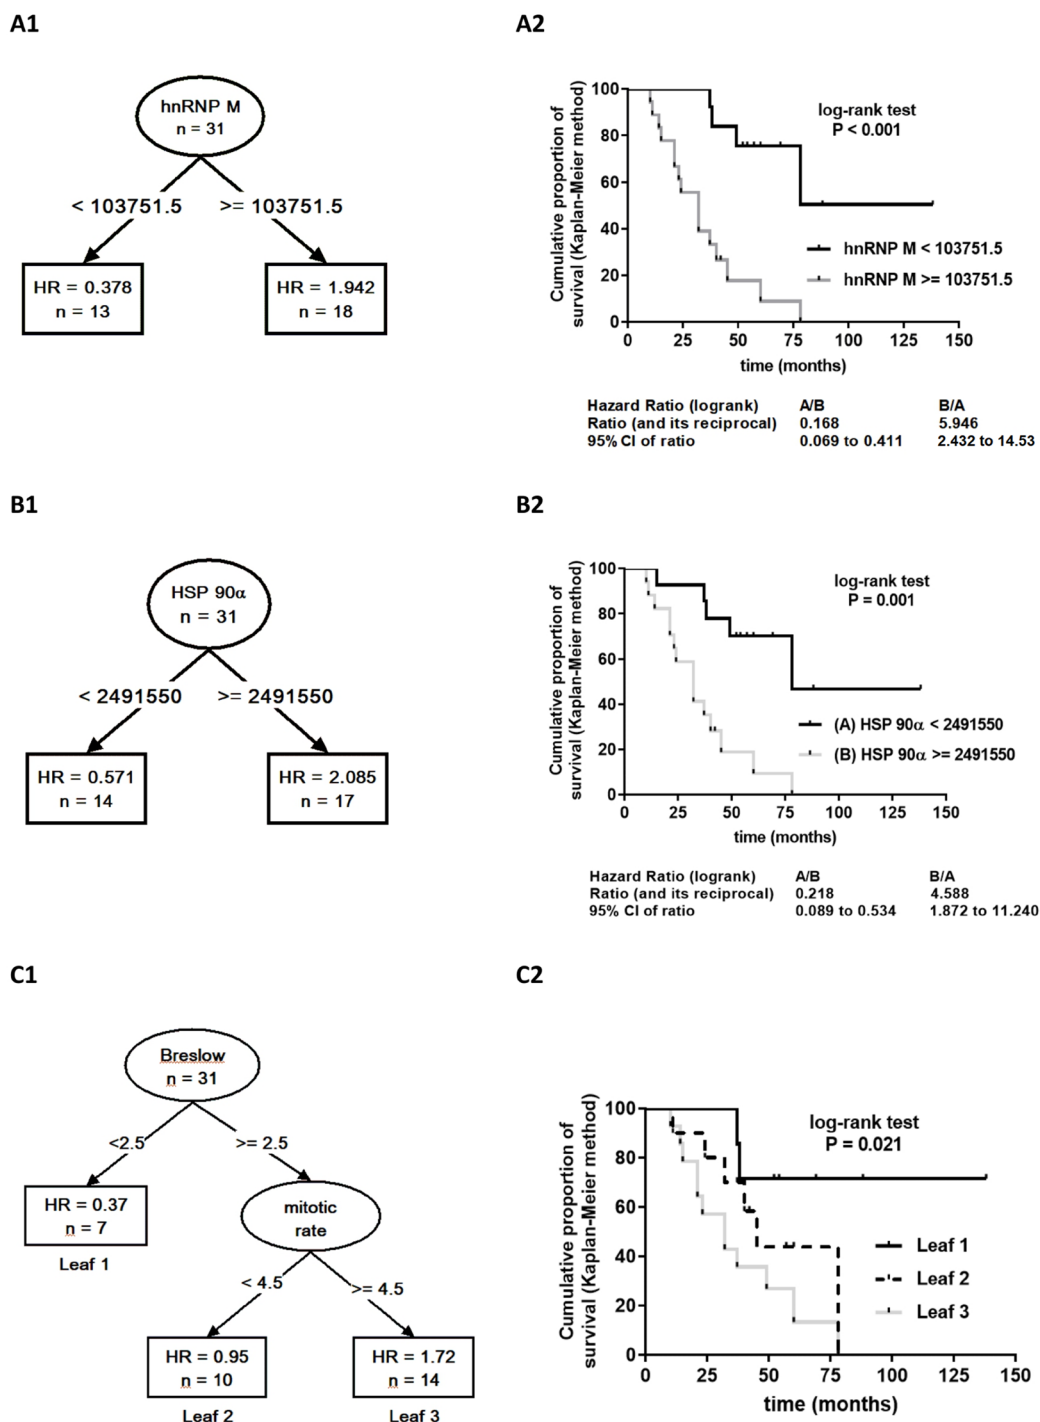 A1
A2
hnRNP M
n = 31
< 103751.5
>= 103751.5
HR = 0.378
n = 13
HR = 1.942
n = 18
Cumulative proportion of
survival (Kaplan-Meier method)
100
80
60
40
20
0
0
25
50
75
100
125
150
time (months)
log-rank test
P < 0.001
hnRNP M < 103751.5
hnRNP M >= 103751.5
Hazard Ratio (logrank) A/B B/A
Ratio (and its reciprocal) 0.168 5.946
95% CI of ratio 0.069 to 0.411 2.432 to 14.53
B1
B2
HSP 90α
n = 31
< 2491550
>= 2491550
HR = 0.571
n = 14
HR = 2.085
n = 17
Cumulative proportion of
survival (Kaplan-Meier method)
100
80
60
40
20
0
0
25
50
75
100
125
150
time (months)
log-rank test
P = 0.001
(A) HSP 90α < 2491550
(B) HSP 90α >= 2491550
Hazard Ratio (logrank) A/B B/A
Ratio (and its reciprocal) 0.218 4.588
95% CI of ratio 0.089 to 0.534 1.872 to 11.240
C1
C2
Breslow
n = 31
<2.5
>= 2.5
HR = 0.37
n = 7
Leaf 1
mitotic
rate
< 4.5
>= 4.5
HR = 0.95
n = 10
Leaf 2
HR = 1.72
n = 14
Leaf 3
Cumulative proportion of
survival (Kaplan-Meier method)
100
80
60
40
20
0
0
25
50
75
100
125
150
time (months)
log-rank test
P = 0.021
Leaf 1
Leaf 2
Leaf 3